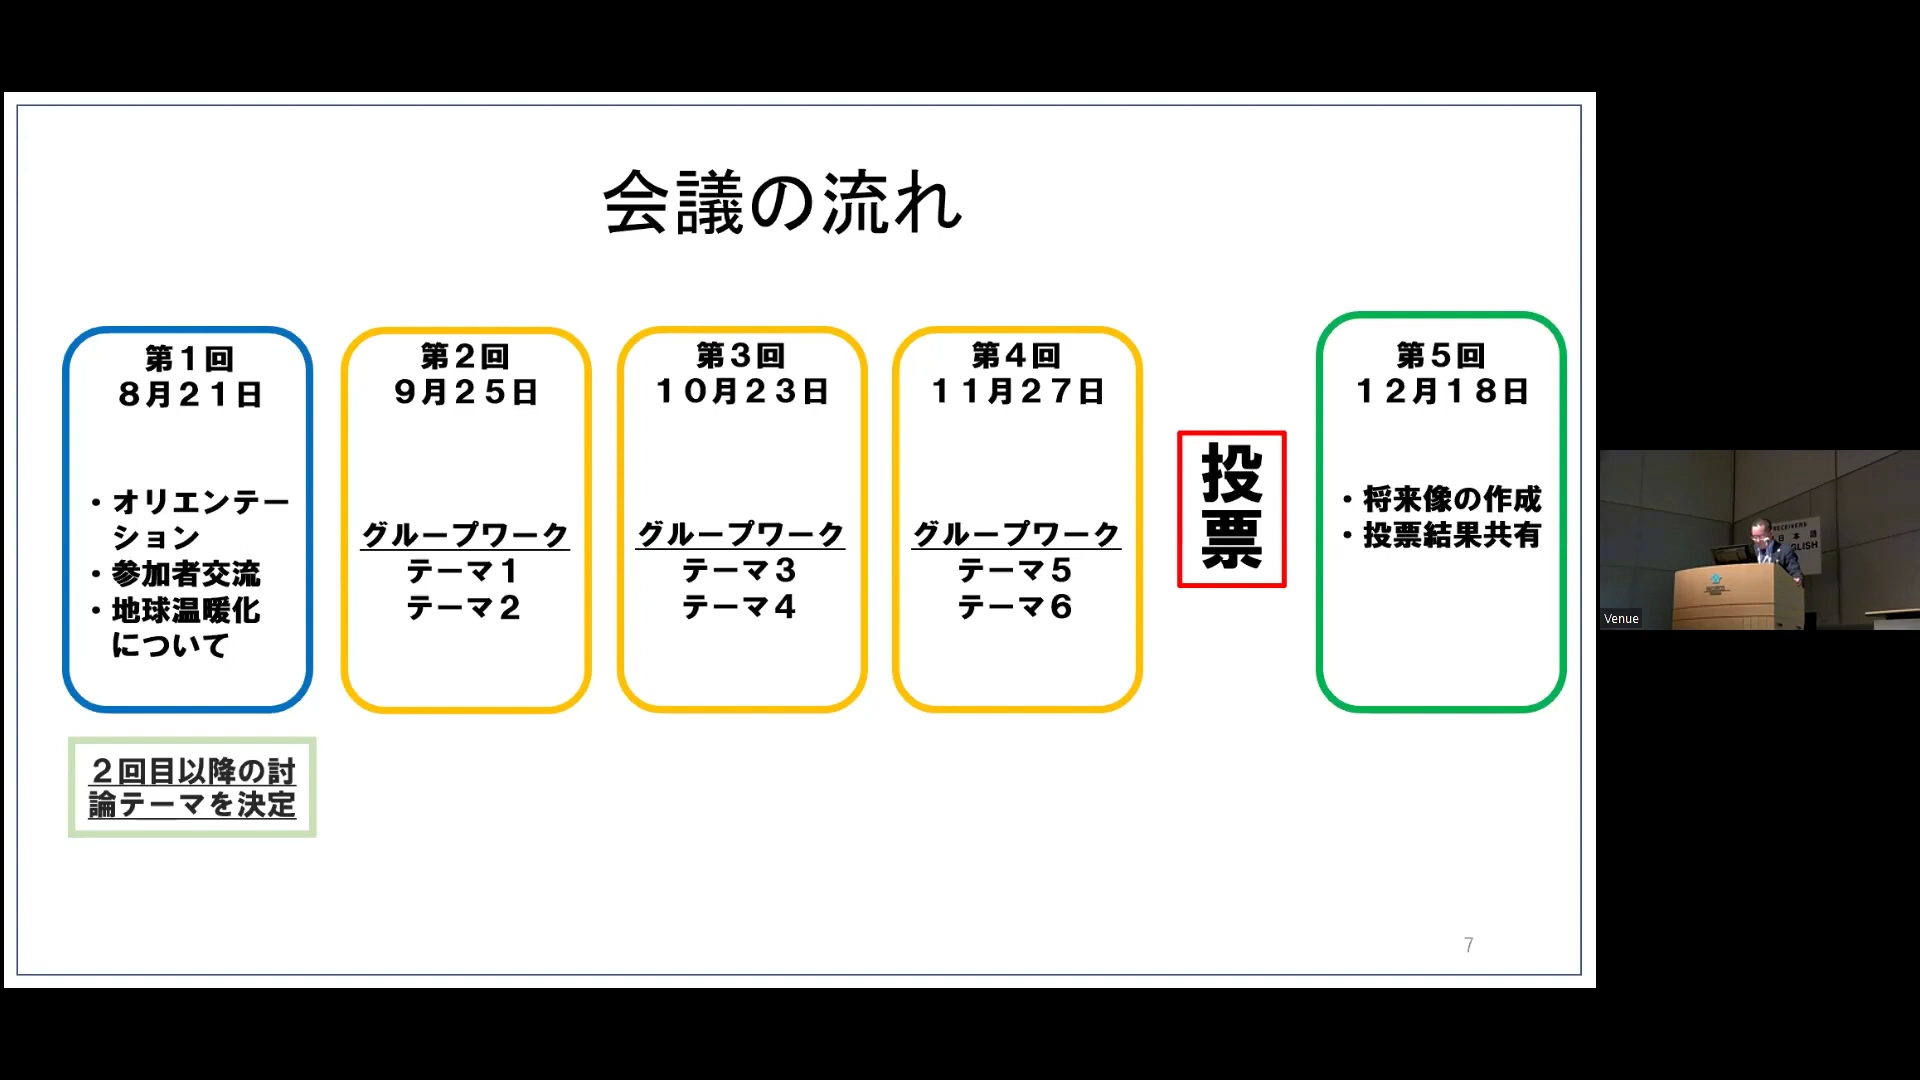 会議の流れ
第１回
８月２１日
・オリエンテー
ション
・参加者交流
・地球温暖化
について
第２回
９月２５日
グループワーク
テーマ１
テーマ２
第３回
１０月２３日
グループワーク
テーマ３
テーマ４
第４回
１１月２７日
グループワーク
テーマ５
テーマ６
投
票
第５回
１２月１８日
・将来像の作成
・投票結果共有
２回目以降の討
論テーマを決定
7
RECEIVERS
日本語
GLISH
Venue